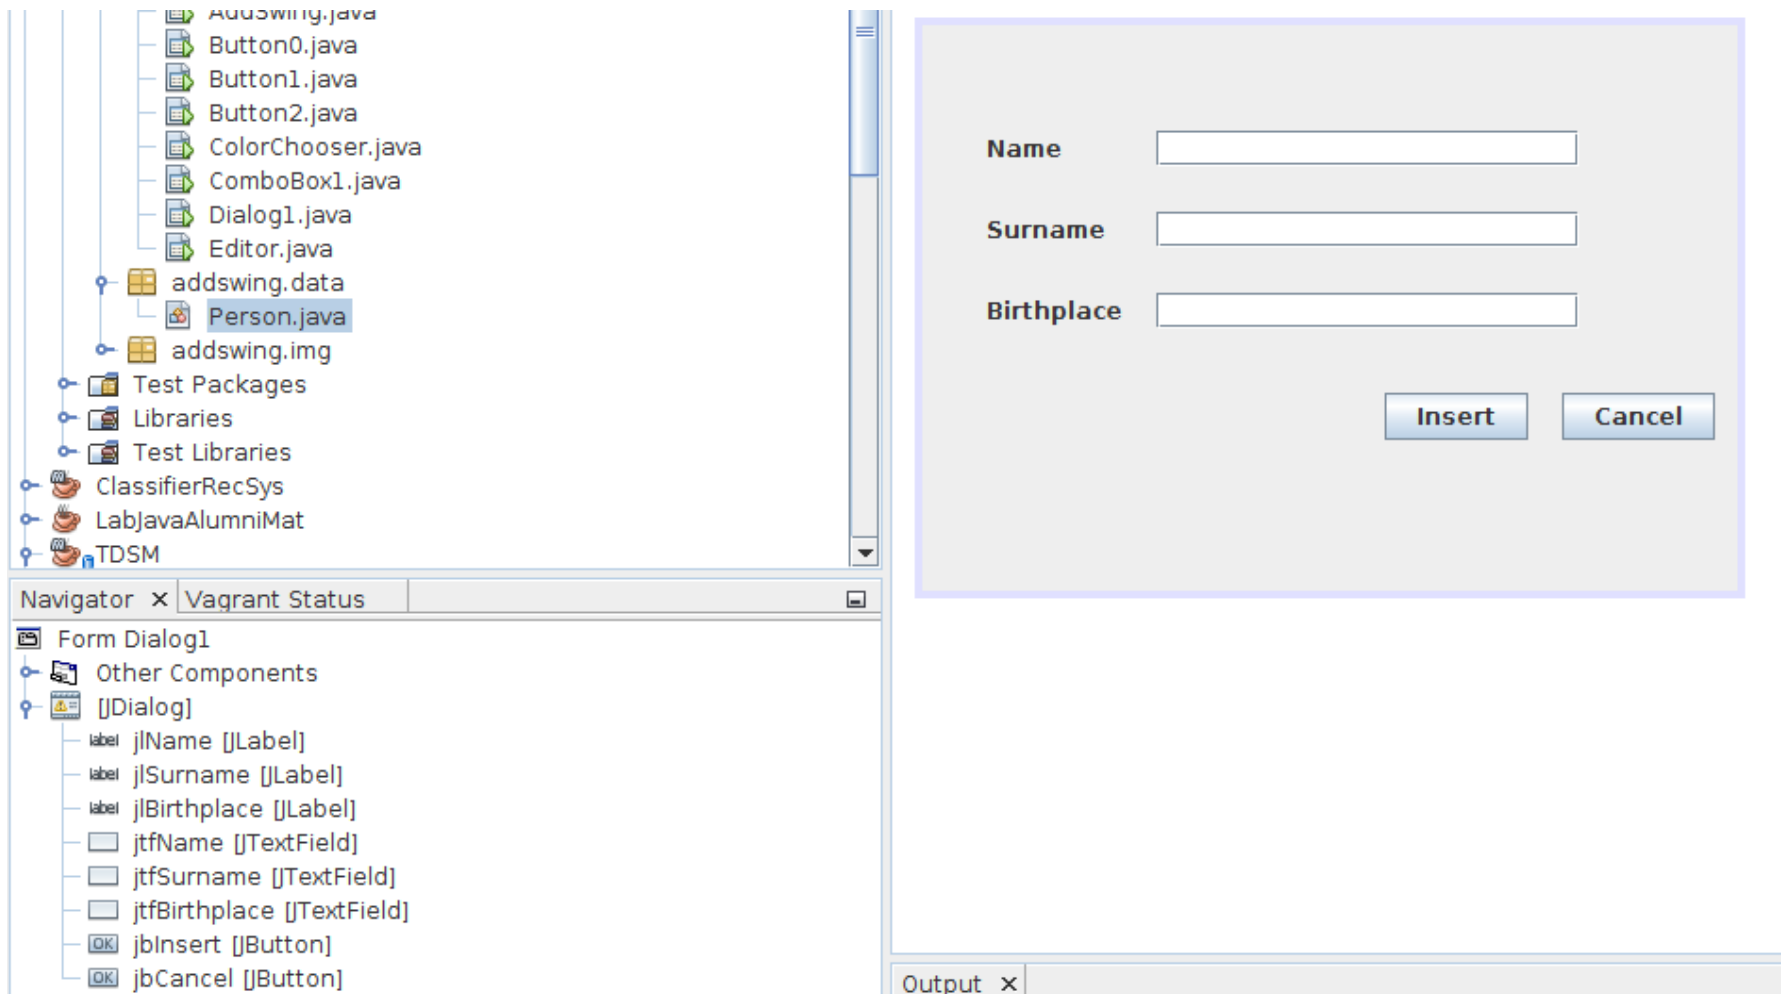 AddSwing.java
Button0.java
Button1.java
Button2.java
ColorChooser.java
ComboBox1.java
Dialog1.java
Editor.java
addswing.data
Person.java
addswing.img
Test Packages
Libraries
Test Libraries
ClassifierRecSys
LabJavaAlumniMat
TDSM
Navigator
Vagrant Status
Form Dialog1
Other Components
[JDialog]
label jlName [JLabel]
label jlSurname [JLabel]
label jlBirthplace [JLabel]
jtfName [JTextField]
jtfSurname [JTextField]
jtfBirthplace [JTextField]
OK jbInsert [JButton]
OK jbCancel [JButton]
Name
Surname
Birthplace
Insert Cancel
Output